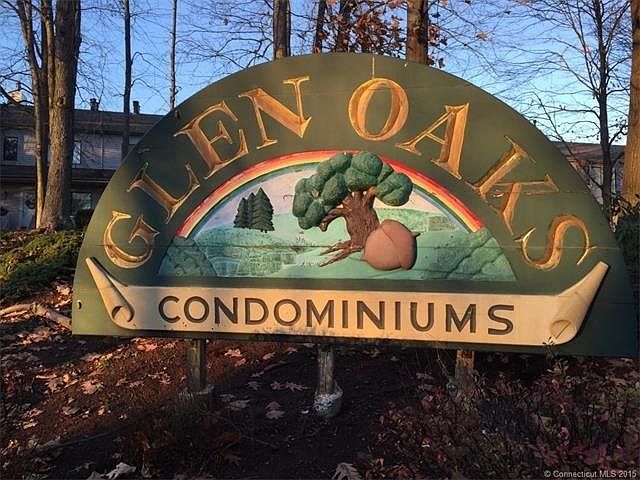 GLEN OAKS
CONDOMINIUMS
© Connecticut MLS 2015